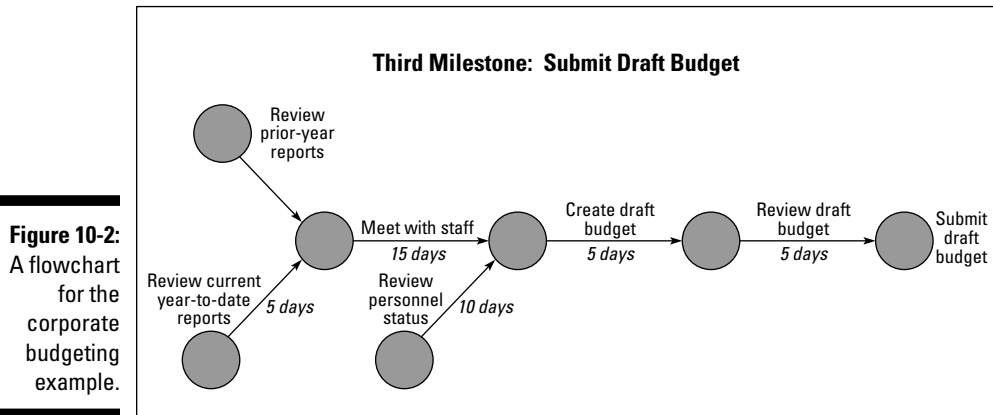 Third Milestone: Submit Draft Budget
Review
prior-year
reports
Meet with staff
15 days
Create draft
budget
5 days
Review draft
budget
5 days
Submit
draft
budget
Review current
year-to-date
reports
5 days
Review
personnel
status
10 days
Figure 10-2:
A flowchart
for the
corporate
budgeting
example.